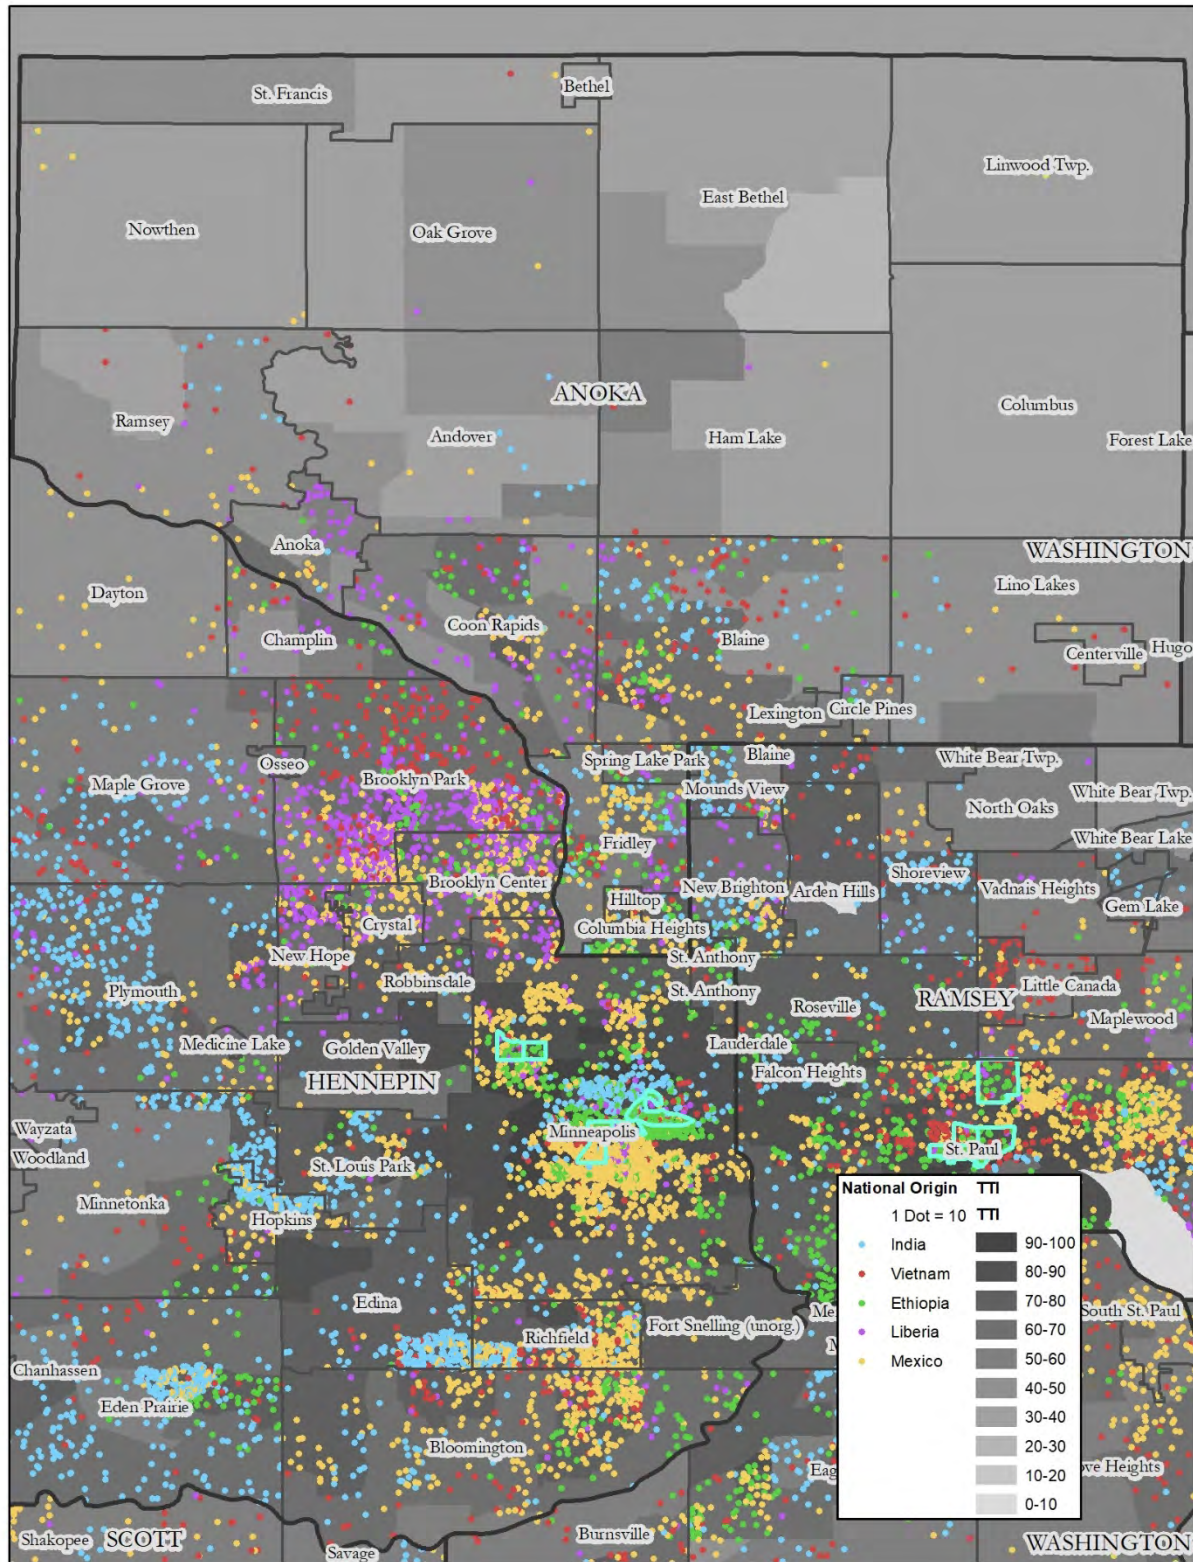 St. Francis
Bethel
Linwood Twp.
East Bethel
Nowthen
Oak Grove
ANOKA
Ramsey
Andover
Ham Lake
Columbus
Forest Lake
Anoka
WASHINGTON
Dayton
Lino Lakes
Champlin
Coon Rapids
Blaine
Centerville
Hugo
Lexington
Circle Pines
Osseo
Spring Lake Park
Blaine
White Bear Twp.
Maple Grove
Brooklyn Park
Mounds View
North Oaks
White Bear Twp.
Fridley
White Bear Lake
Brooklyn Center
New Brighton
Arden Hills
Shoreview
Vadnais Heights
Hilltop
Gem Lake
Crystal
Columbia Heights
New Hope
St. Anthony
Robbinsdale
Plymouth
St. Anthony
Roseville
RAMSEY
Little Canada
Maplewood
Medicine Lake
Golden Valley
Lauderdale
Falcon Heights
HENNEPIN
Wayzata
Minneapolis
Woodland
St. Louis Park
St. Paul
Minnetonka
Hopkins
National Origin TTI
1 Dot = 10 TTI
India
Vietnam
Ethiopia
Liberia
Mexico
90-100
80-90
70-80
60-70
50-60
40-50
30-40
20-30
10-20
0-10
Edina
Richfield
Fort Snelling (unorg.)
Me
South St. Paul
M
Chanhassen
Eden Prairie
Bloomington
Eag
ove Heights
Shakopee
SCOTT
Savage
Burnsville
WASHINGTON